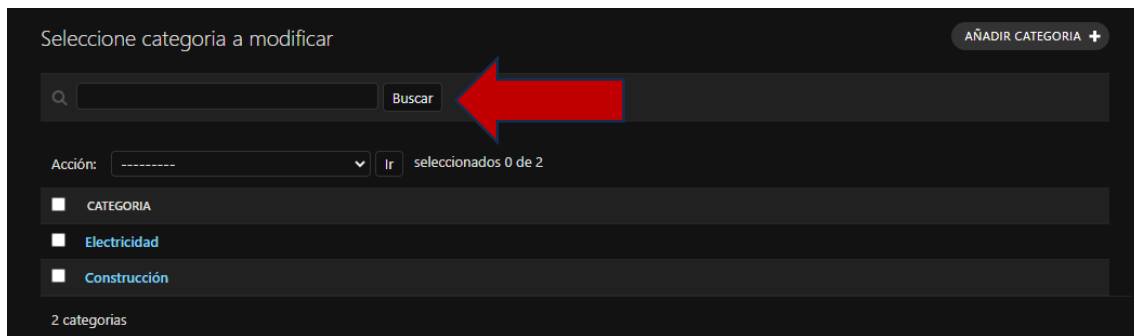 Seleccione categoria a modificar
AÑADIR CATEGORIA +
Buscar
Acción: --------- Ir seleccionados 0 de 2
CATEGORIA
Electricidad
Construcción
2 categorias